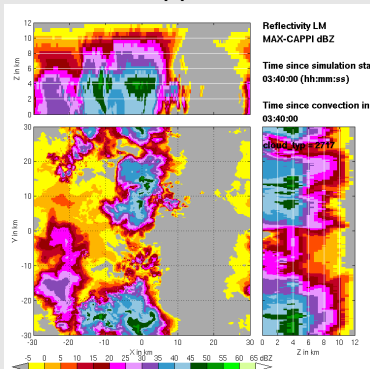 Reflectivity LM
MAX-CAPPI dBZ
Time since simulation sta
03:40:00 (hh:mm:ss)
Time since convection in
03:40:00
cloud_typ = 2717
12
10
8
6
4
2
0
Z in km
30
20
10
0
-10
-20
-30
Y in km
-30 -20 -10 0 10 20 30
X in km
0 2 4 6 8 10 12
Z in km
-5 0 5 10 15 20 25 30 35 40 45 50 55 60 65 dBZ